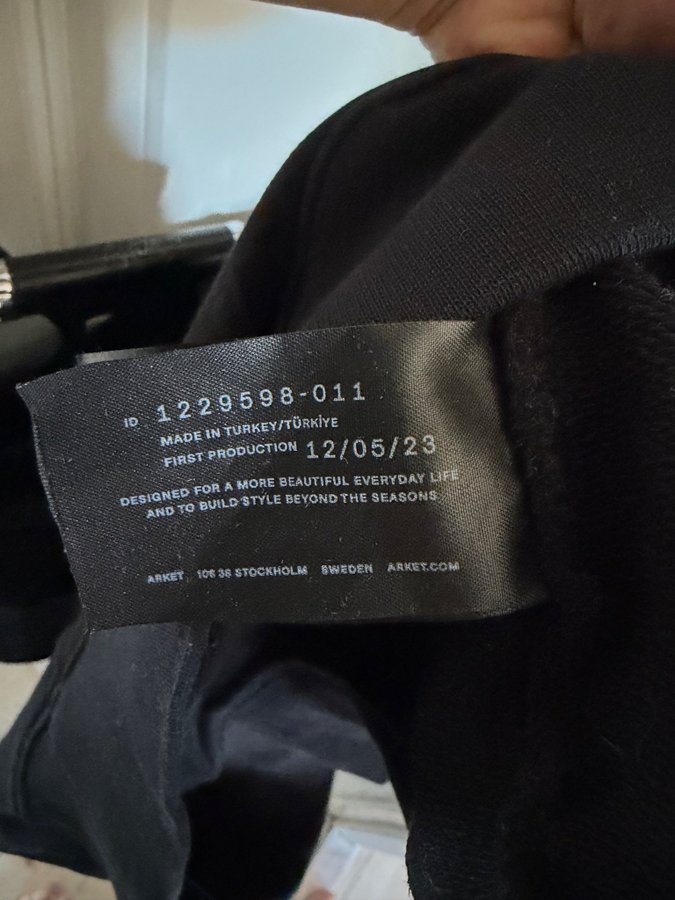 ID 1229598-011
MADE IN TURKEY/TÜRKİYE
FIRST PRODUCTION 12/05/23
DESIGNED FOR A MORE BEAUTIFUL EVERYDAY LIFE
AND TO BUILD STYLE BEYOND THE SEASONS
ARKET 106 38 STOCKHOLM SWEDEN ARKET.COM